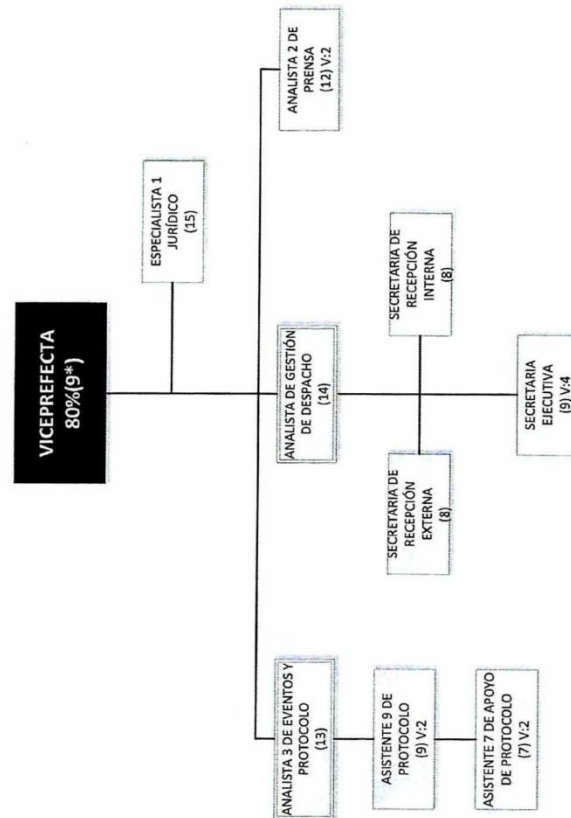 VICEPREFECTA
80%(9*)
ESPECIALISTA 1
JURÍDICO
(15)
ANALISTA 3 DE EVENTOS Y
PROTOCOLO
(13)
ANALISTA DE GESTIÓN
DE DESPACHO
(14)
ANALISTA 2 DE
PRENSA
(12) V:2
ASISTENTE 9 DE
PROTOCOLO
(9) V:2
SECRETARIA DE
RECEPCIÓN
EXTERNA
(8)
SECRETARIA DE
RECEPCIÓN
INTERNA
(8)
ASISTENTE 7 DE APOYO
DE PROTOCOLO
(7) V:2
SECRETARIA
EJECUTIVA
(9) V:4